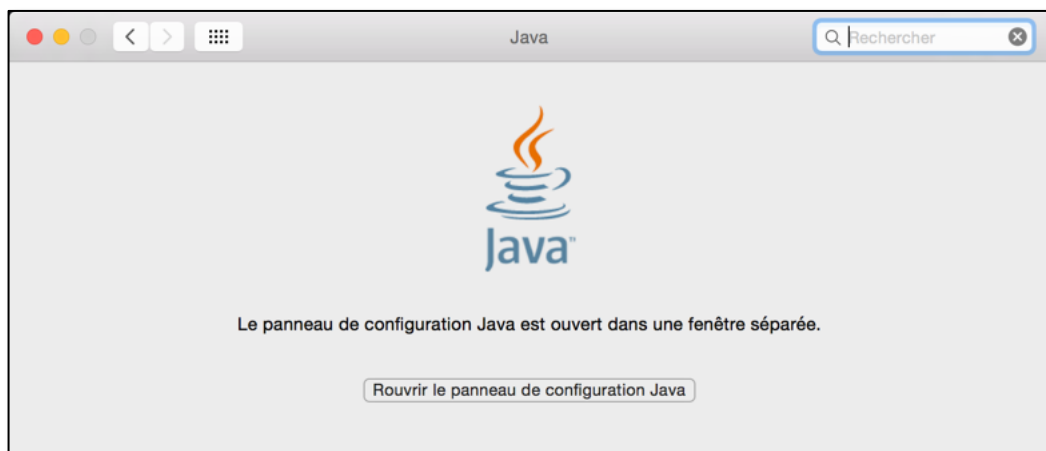 Java
Rechercher
Java™
Le panneau de configuration Java est ouvert dans une fenêtre séparée.
Rouvrir le panneau de configuration Java